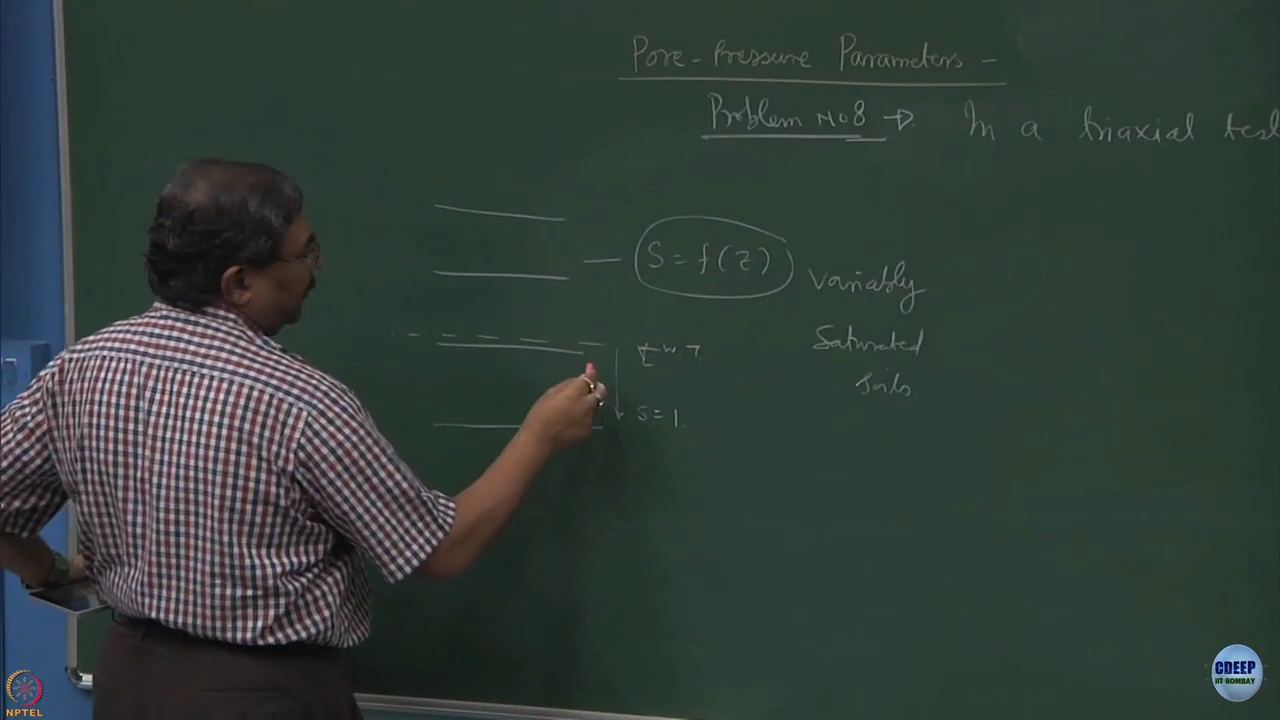 Pore-Pressure Parameters -
Problem No 8 → In a triaxial test
S = f(z)
variably
Saturated
soils
S = 1.
NPTEL
CDEEP
IIT BOMBAY